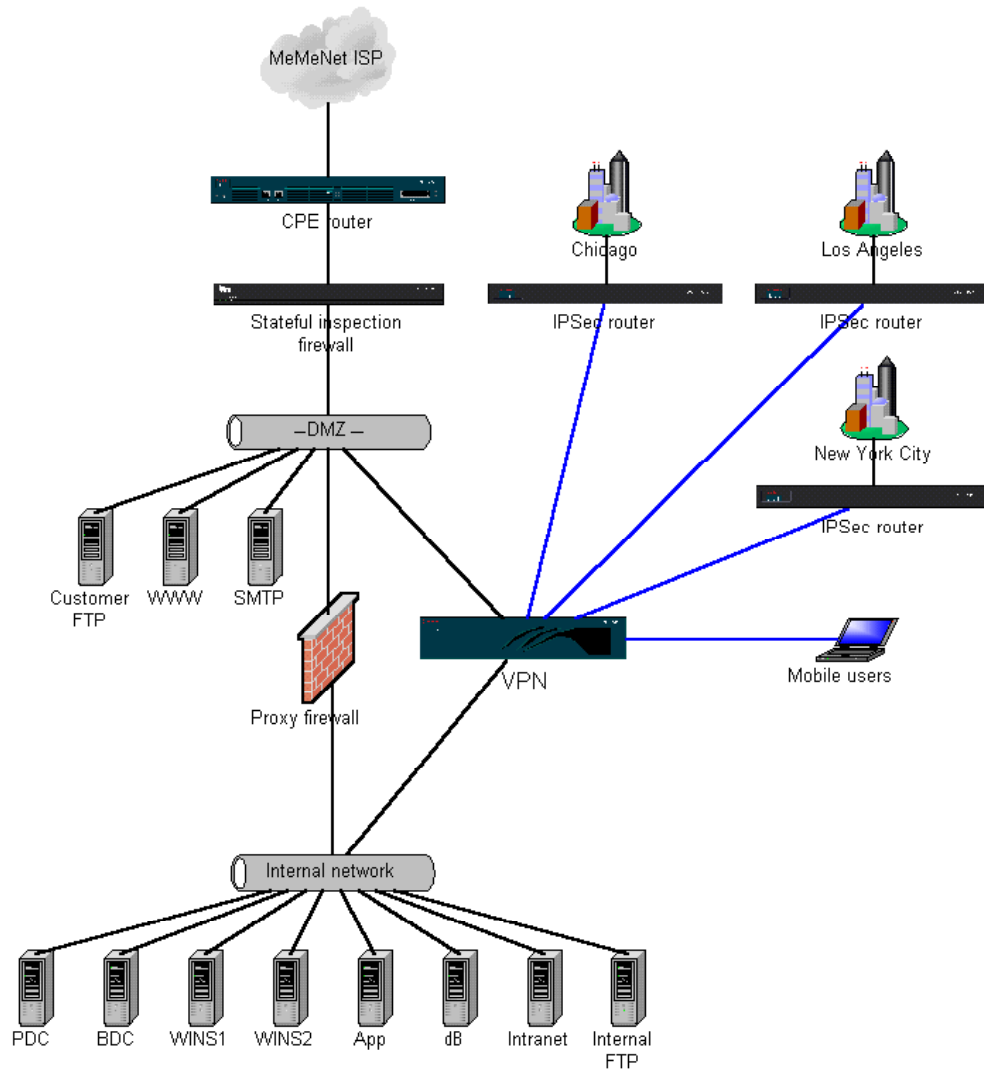 MeMeNet ISP
CPE router
Chicago
Los Angeles
Stateful inspection
firewall
IPSec router
IPSec router
New York City
DMZ
IPSec router
Customer
FTP
WWW
SMTP
VPN
Mobile users
Proxy firewall
Internal network
PDC
BDC
WINS1
WINS2
App
dB
Intranet
Internal
FTP